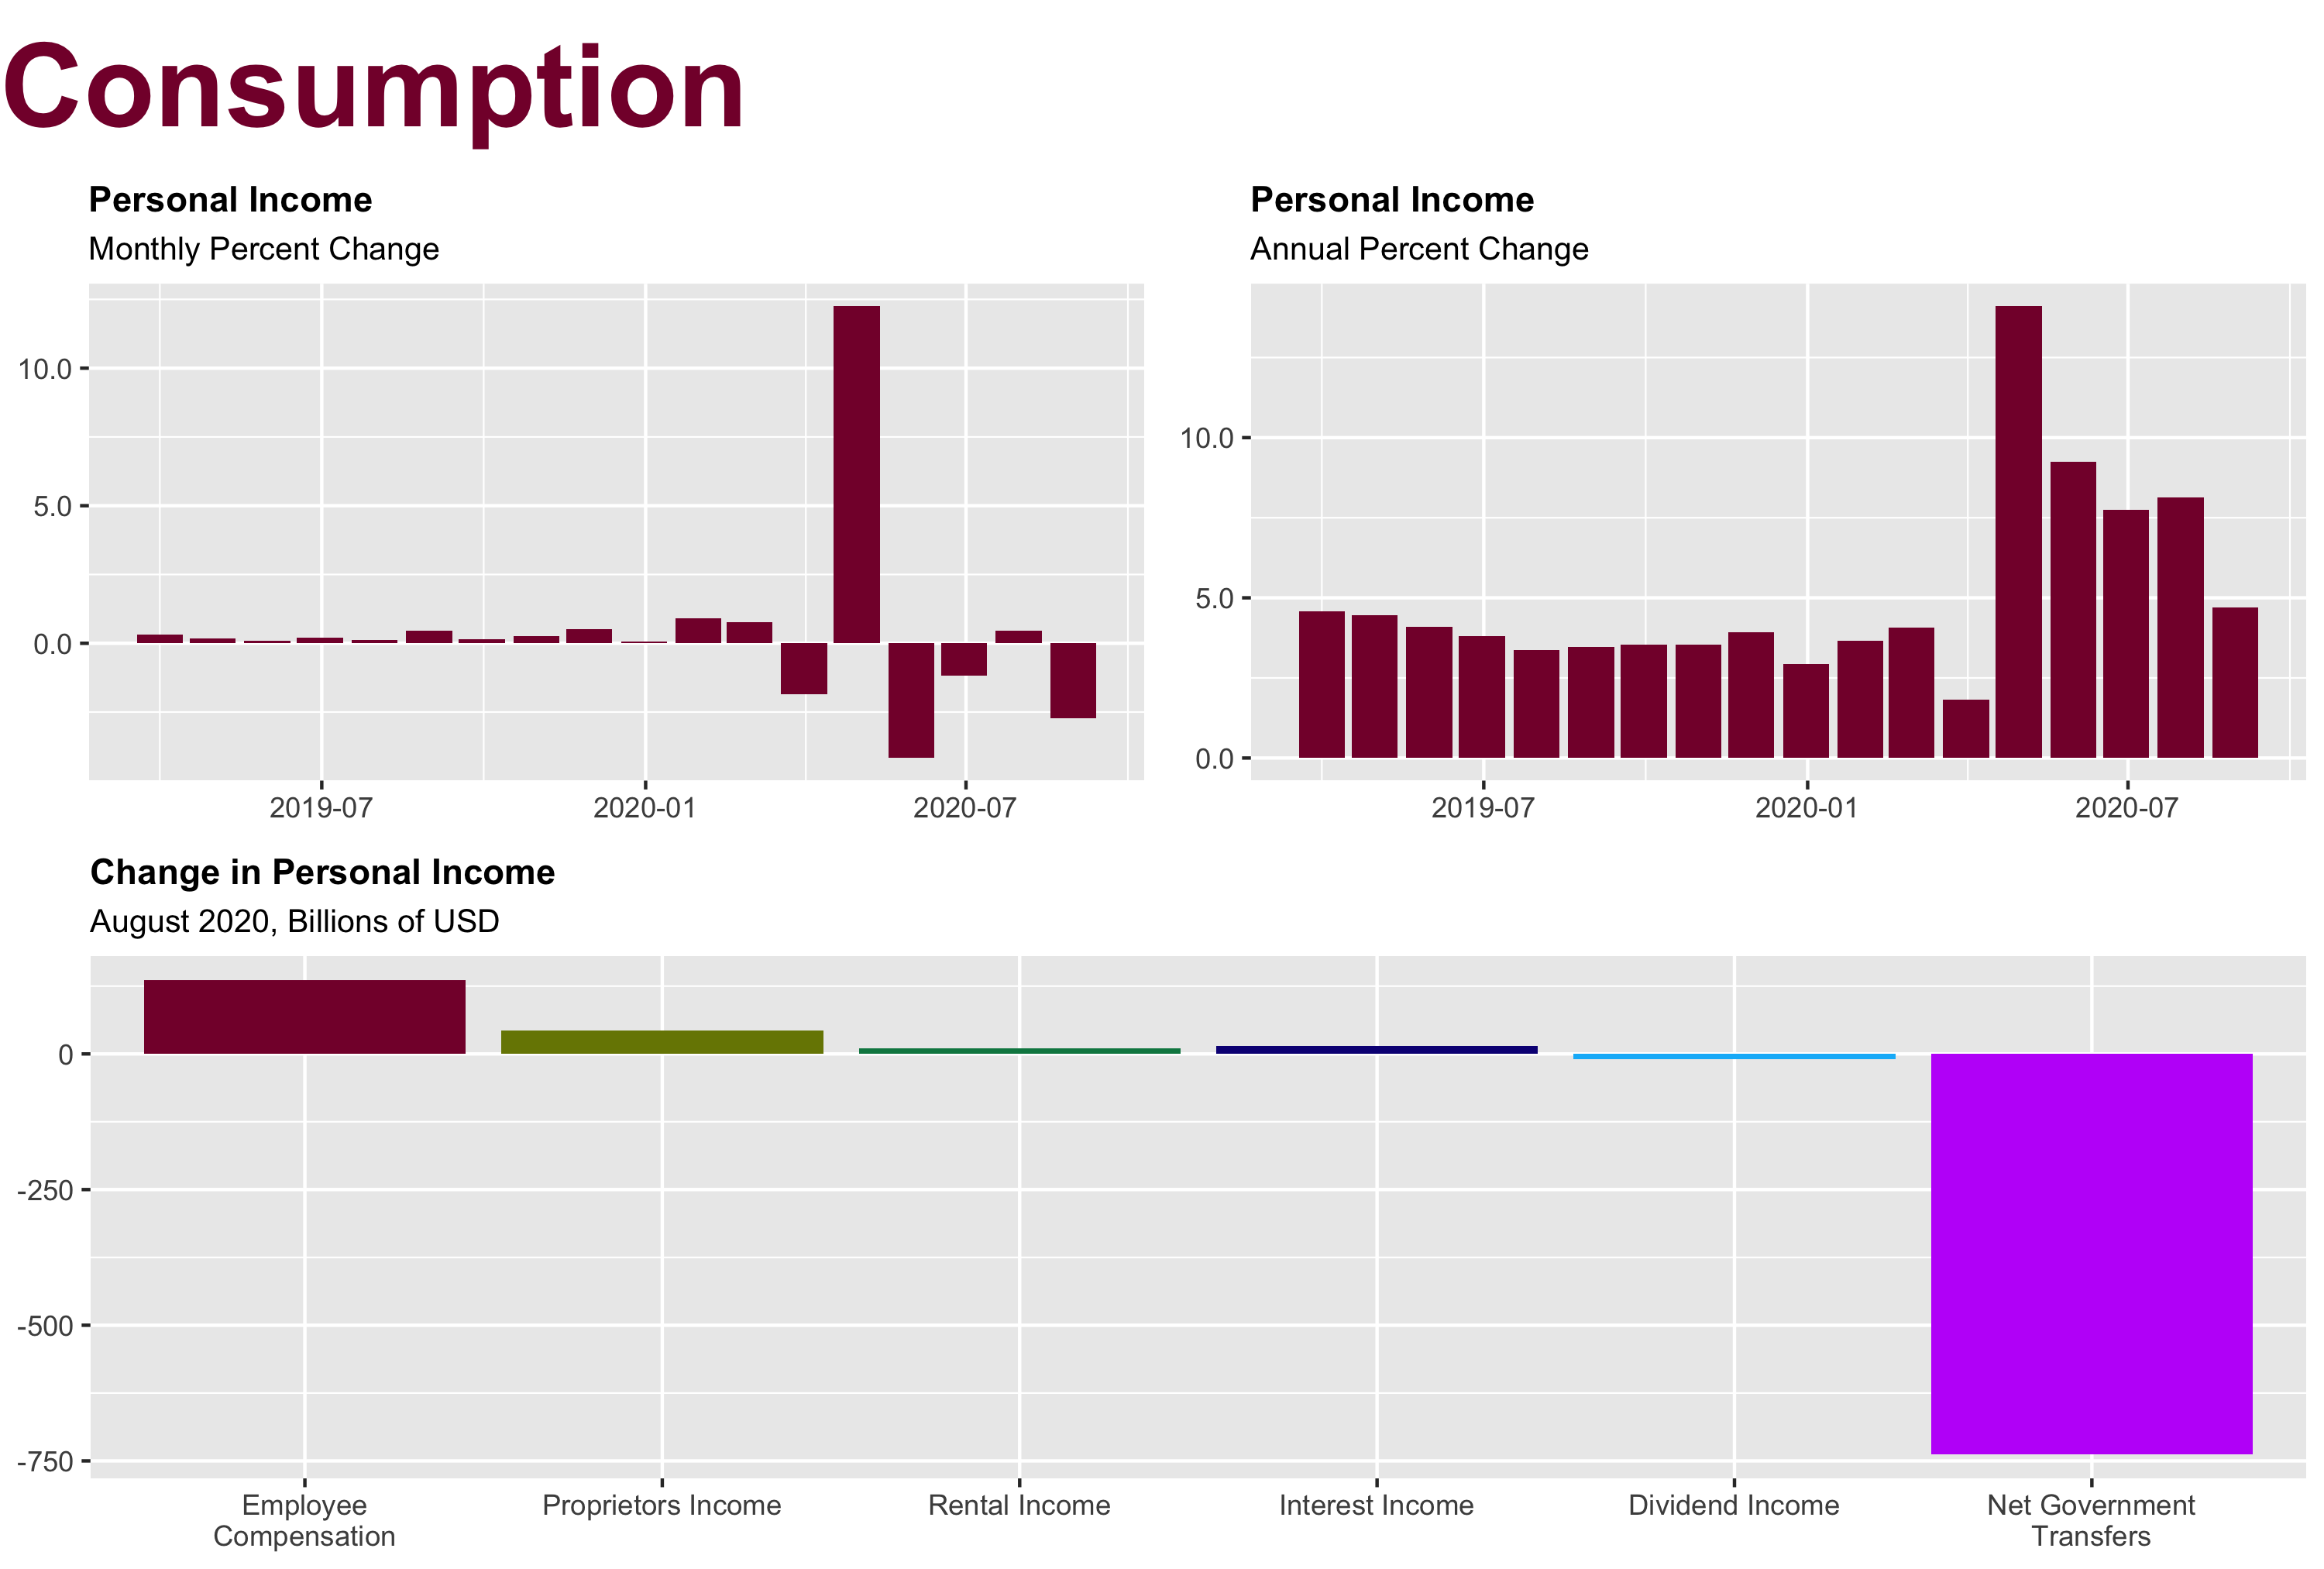 Consumption
Personal Income
Monthly Percent Change
10.0
5.0
0.0
2019-07 2020-01 2020-07
Personal Income
Annual Percent Change
10.0
5.0
0.0
2019-07 2020-01 2020-07
Change in Personal Income
August 2020, Billions of USD
0
-250
-500
-750
Employee Proprietors Income Rental Income Interest Income Dividend Income Net Government
Compensation Transfers